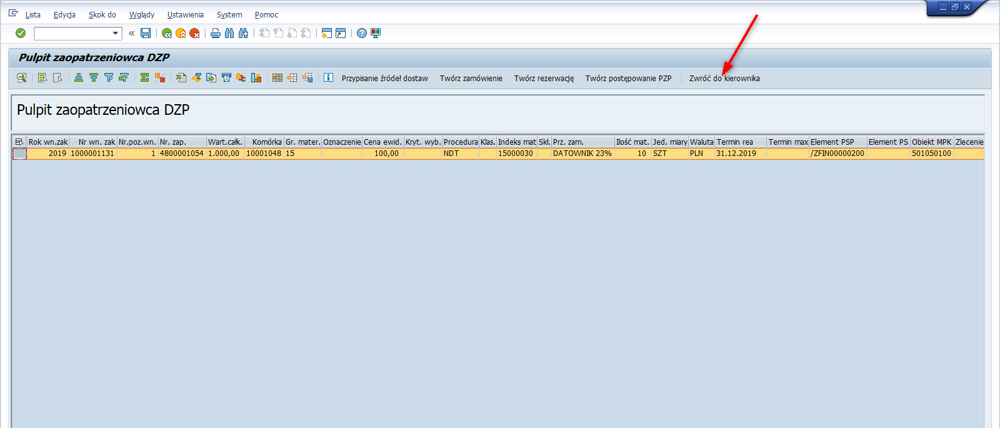 Lista Edycja Skok do Wglądy Ustawienia System Pomoc
Pulpit zaopatrzeniowca DZP
Przypisanie źródeł dostaw Twórz zamówienie Twórz rezerwację Twórz postępowanie PZP Zwróć do kierownika
Pulpit zaopatrzeniowca DZP
Rok wn.zak Nr wn. zak Nr.poz.wn. Nr. zap. Wart.całk. Komórka Gr. mater. Oznaczenie Cena ewid. Kryt. wyb. Procedura Klas. Indeks mat Skł. Prz. zam. Ilość mat. Jed. miary Waluta Termin rea Termin max Element PSP Element PS Obiekt MPK Zlecenie
2019 1000001131 1 4800001054 1.000,00 10001048 15 100,00 NDT 15000030 DATOWNIK 23% 10 SZT PLN 31.12.2019 /ZFIN00000200 501050100